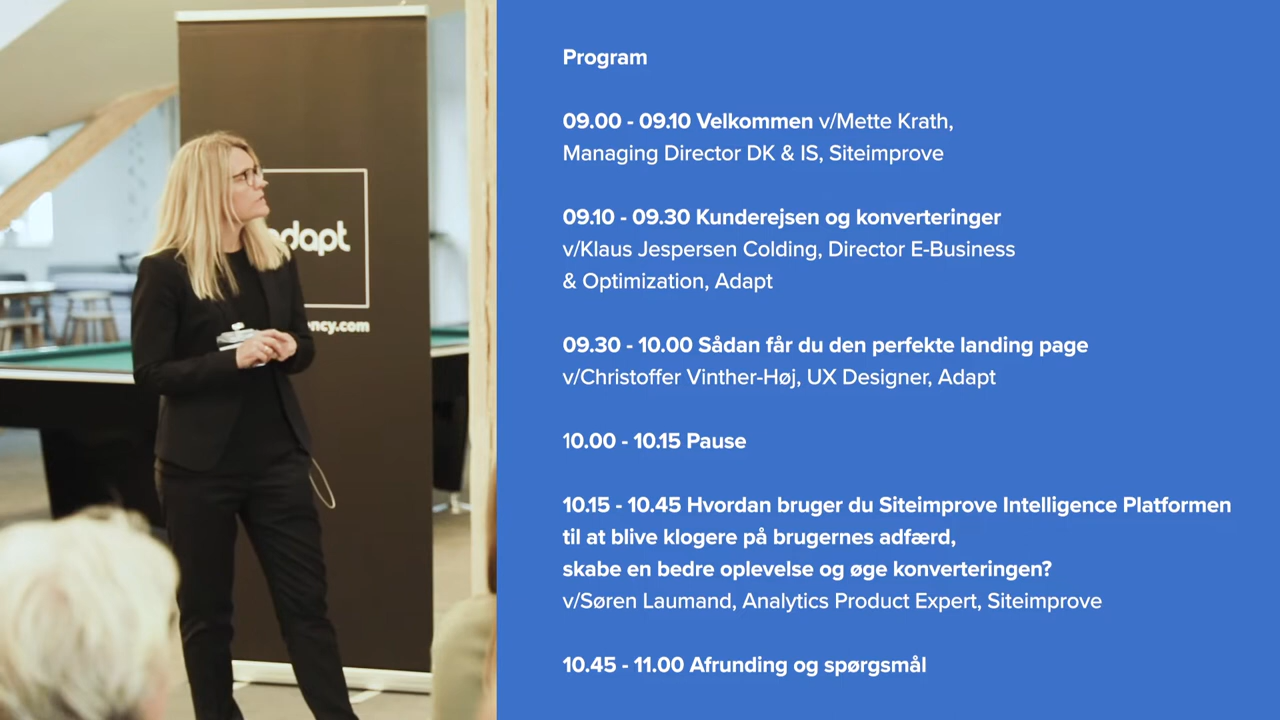 adapt
ncy.com
Program
09.00 - 09.10 Velkommen v/Mette Krath,
Managing Director DK & IS, Siteimprove
09.10 - 09.30 Kunderejsen og konverteringer
v/Klaus Jespersen Colding, Director E-Business
& Optimization, Adapt
09.30 - 10.00 Sådan får du den perfekte landing page
v/Christoffer Vinther-Høj, UX Designer, Adapt
10.00 - 10.15 Pause
10.15 - 10.45 Hvordan bruger du Siteimprove Intelligence Platformen
til at blive klogere på brugernes adfærd,
skabe en bedre oplevelse og øge konverteringen?
v/Søren Laumand, Analytics Product Expert, Siteimprove
10.45 - 11.00 Afrunding og spørgsmål